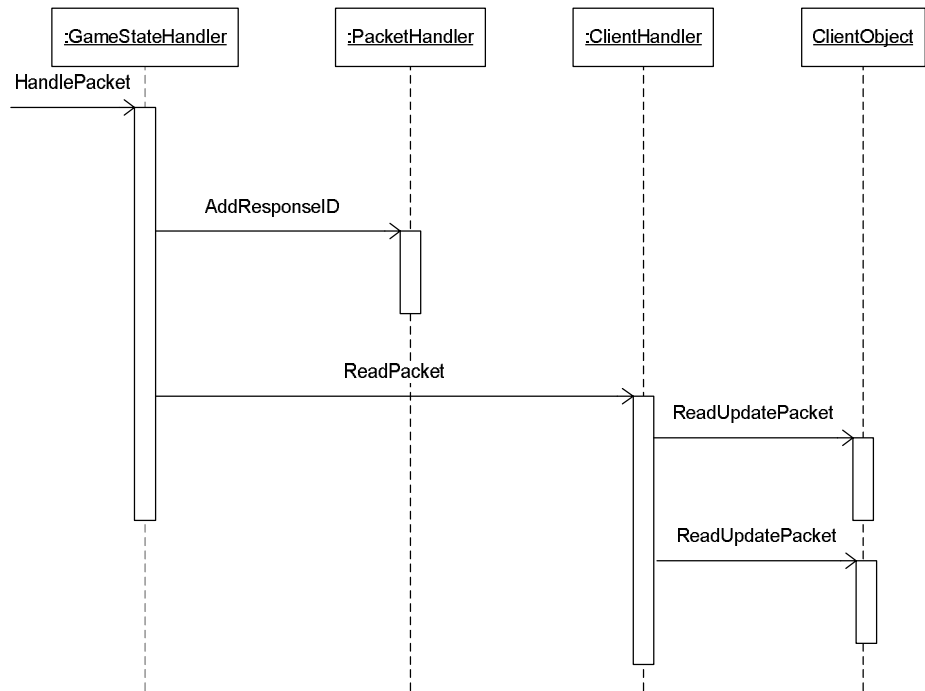 :GameStateHandler
:PacketHandler
:ClientHandler
ClientObject
HandlePacket
AddResponseID
ReadPacket
ReadUpdatePacket
ReadUpdatePacket